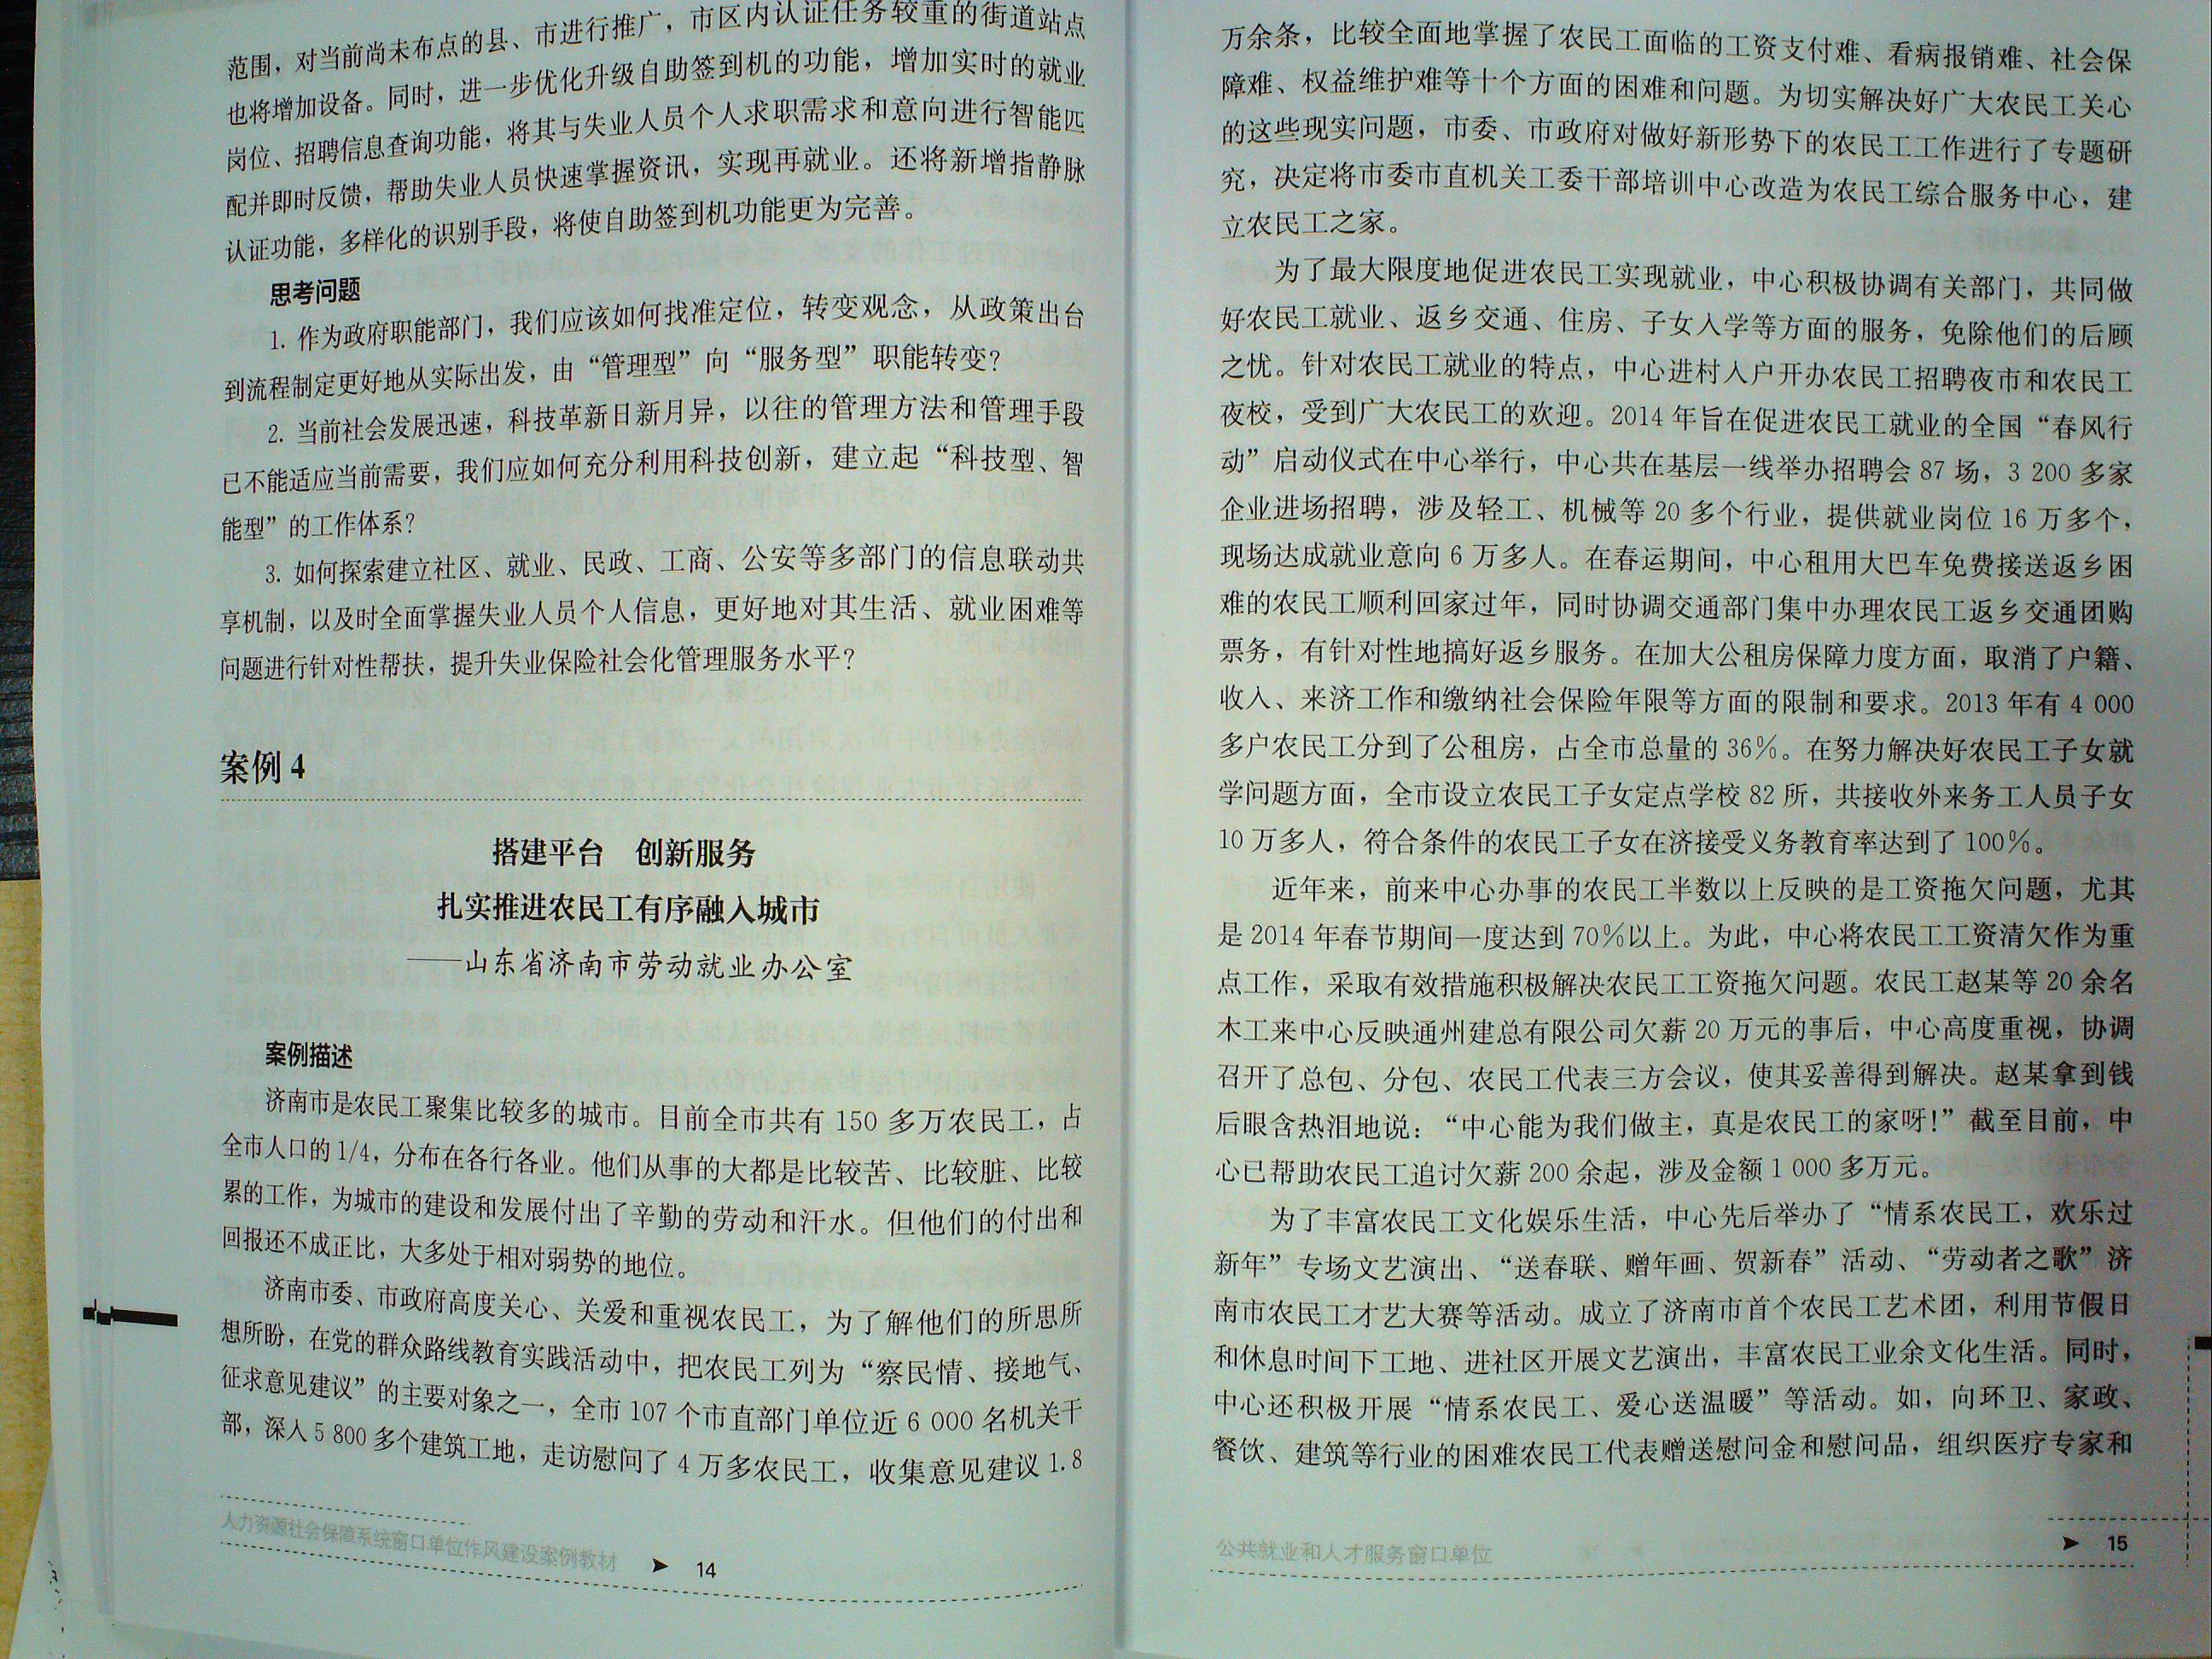 范围，对当前尚未布点的县、市进行推广，市区内认证任务较重的街道站点
也将增加设备。同时，进一步优化升级自助签到机的功能，增加实时的就业
岗位、招聘信息查询功能，将其与失业人员个人求职需求和意向进行智能匹
配并即时反馈，帮助失业人员快速掌握资讯，实现再就业。还将新增指静脉
认证功能，多样化的识别手段，将使自助签到机功能更为完善。
思考问题
1. 作为政府职能部门，我们应该如何找准定位，转变观念，从政策出台
到流程制定更好地从实际出发，由“管理型”向“服务型”职能转变？
2. 当前社会发展迅速，科技革新日新月异，以往的管理方法和管理手段
已不能适应当前需要，我们应如何充分利用科技创新，建立起“科技型、智
能型”的工作体系？
3. 如何探索建立社区、就业、民政、工商、公安等多部门的信息联动共
享机制，以及时全面掌握失业人员个人信息，更好地对其生活、就业困难等
问题进行针对性帮扶，提升失业保险社会化管理服务水平？
案例 4
搭建平台　创新服务
扎实推进农民工有序融入城市
——山东省济南市劳动就业办公室
案例描述
济南市是农民工聚集比较多的城市。目前全市共有 150 多万农民工，占
全市人口的 1/4，分布在各行各业。他们从事的大都是比较苦、比较脏、比较
累的工作，为城市的建设和发展付出了辛勤的劳动和汗水。但他们的付出和
回报还不成正比，大多处于相对弱势的地位。
济南市委、市政府高度关心、关爱和重视农民工，为了解他们的所思所
想所盼，在党的群众路线教育实践活动中，把农民工列为“察民情、接地气、
征求意见建议”的主要对象之一，全市 107 个市直部门单位近 6 000 名机关干
部，深入 5 800 多个建筑工地，走访慰问了 4 万多农民工，收集意见建议 1.8
人力资源社会保障系统窗口单位作风建设案例教材 ➤ 14
万余条，比较全面地掌握了农民工面临的工资支付难、看病报销难、社会保
障难、权益维护难等十个方面的困难和问题。为切实解决好广大农民工关心
的这些现实问题，市委、市政府对做好新形势下的农民工工作进行了专题研
究，决定将市委市直机关工委干部培训中心改造为农民工综合服务中心，建
立农民工之家。
为了最大限度地促进农民工实现就业，中心积极协调有关部门，共同做
好农民工就业、返乡交通、住房、子女入学等方面的服务，免除他们的后顾
之忧。针对农民工就业的特点，中心进村入户开办农民工招聘夜市和农民工
夜校，受到广大农民工的欢迎。2014 年旨在促进农民工就业的全国“春风行
动”启动仪式在中心举行，中心共在基层一线举办招聘会 87 场，3 200 多家
企业进场招聘，涉及轻工、机械等 20 多个行业，提供就业岗位 16 万多个，
现场达成就业意向 6 万多人。在春运期间，中心租用大巴车免费接送返乡困
难的农民工顺利回家过年，同时协调交通部门集中办理农民工返乡交通团购
票务，有针对性地搞好返乡服务。在加大公租房保障力度方面，取消了户籍、
收入、来济工作和缴纳社会保险年限等方面的限制和要求。2013 年有 4 000
多户农民工分到了公租房，占全市总量的 36％。在努力解决好农民工子女就
学问题方面，全市设立农民工子女定点学校 82 所，共接收外来务工人员子女
10 万多人，符合条件的农民工子女在济接受义务教育率达到了 100％。
近年来，前来中心办事的农民工半数以上反映的是工资拖欠问题，尤其
是 2014 年春节期间一度达到 70％以上。为此，中心将农民工工资清欠作为重
点工作，采取有效措施积极解决农民工工资拖欠问题。农民工赵某等 20 余名
木工来中心反映通州建总有限公司欠薪 20 万元的事后，中心高度重视，协调
召开了总包、分包、农民工代表三方会议，使其妥善得到解决。赵某拿到钱
后眼含热泪地说：“中心能为我们做主，真是农民工的家呀！”截至目前，中
心已帮助农民工追讨欠薪 200 余起，涉及金额 1 000 多万元。
为了丰富农民工文化娱乐生活，中心先后举办了“情系农民工，欢乐过
新年”专场文艺演出、“送春联、赠年画、贺新春”活动、“劳动者之歌”济
南市农民工才艺大赛等活动。成立了济南市首个农民工艺术团，利用节假日
和休息时间下工地、进社区开展文艺演出，丰富农民工业余文化生活。同时，
中心还积极开展“情系农民工、爱心送温暖”等活动。如，向环卫、家政、
餐饮、建筑等行业的困难农民工代表赠送慰问金和慰问品，组织医疗专家和
公共就业和人才服务窗口单位 ➤ 15